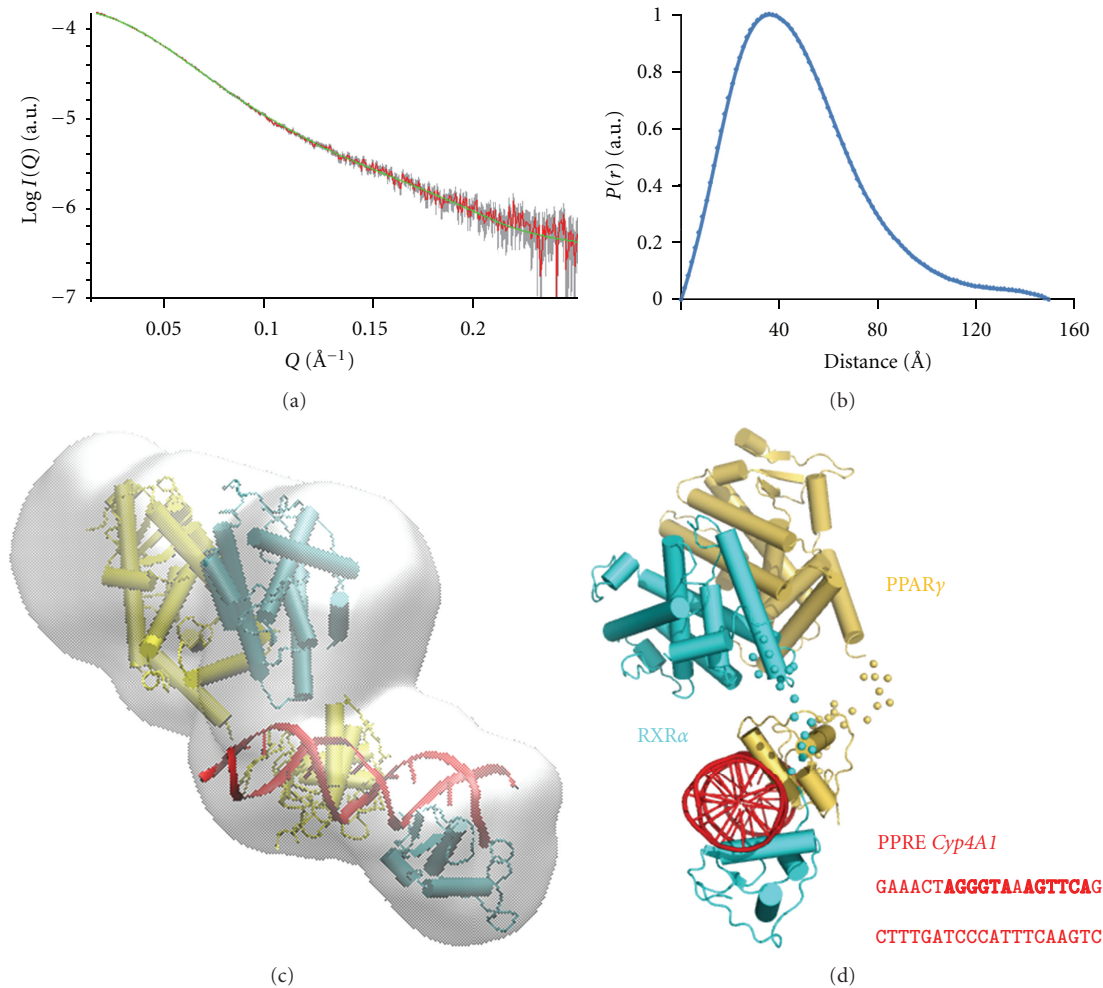 −4
−5
−6
−7
Log I(Q) (a.u.)
0.05 0.1 0.15 0.2
Q (Å−1)
(a)
1
0.8
0.6
0.4
0.2
0
P(r) (a.u.)
40 80 120 160
Distance (Å)
(b)
(c)
PPARγ
RXRα
PPRE Cyp4A1
GAAACTAGGGTAAAGTTCAG
CTTTGATCCCATTTCAAGTC
(d)